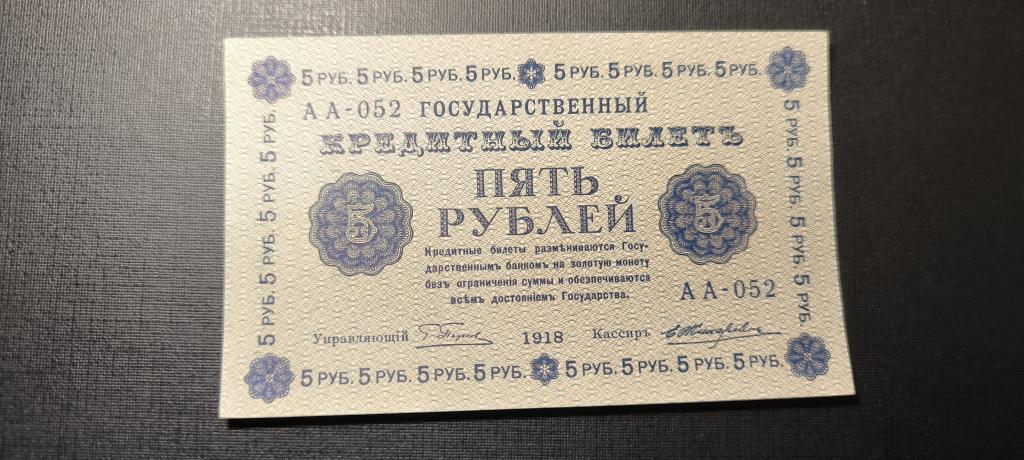 5 РУБ. 5 РУБ. 5 РУБ. 5 РУБ. 5 РУБ. 5 РУБ. 5 РУБ. 5 РУБ.
АА-052 ГОСУДАРСТВЕННЫЙ
КРЕДИТНЫЙ БИЛЕТЪ
ПЯТЬ
РУБЛЕЙ
5
5
Кредитные билеты размѣниваются Госу-
дарственнымъ банкомъ на золотую монету
безъ ограниченія суммы и обезпечиваются
всѣмъ достояніемъ Государства.
АА-052
Управляющій
1918
Кассиръ
5 РУБ. 5 РУБ. 5 РУБ. 5 РУБ. 5 РУБ. 5 РУБ. 5 РУБ. 5 РУБ.
5 РУБ. 5 РУБ. 5 РУБ. 5 РУБ.
5 РУБ. 5 РУБ. 5 РУБ. 5 РУБ.